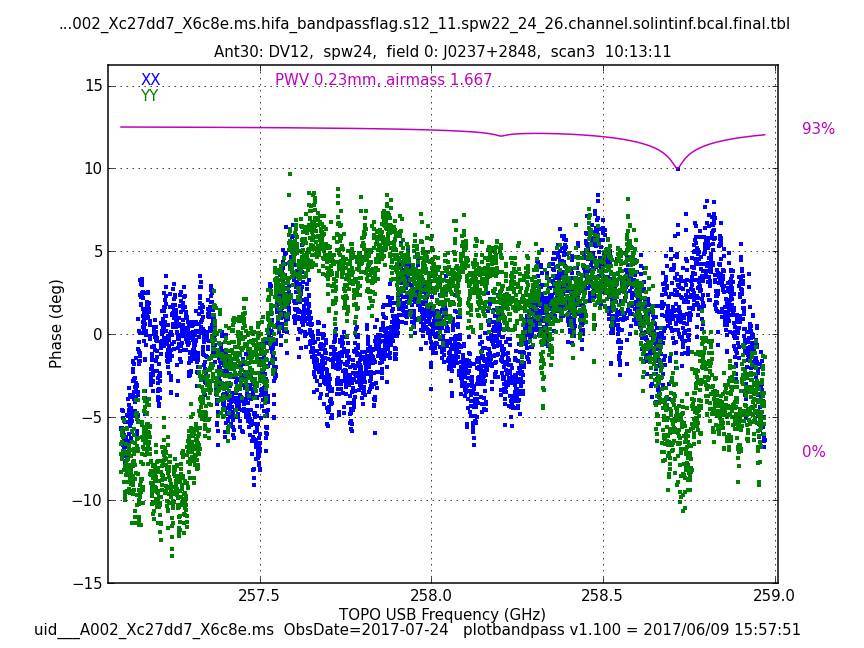 ...002_Xc27dd7_X6c8e.ms.hifa_bandpassflag.s12_11.spw22_24_26.channel.solintinf.bcal.final.tbl
Ant30: DV12,  spw24,  field 0: J0237+2848,  scan3  10:13:11
XX
PWV 0.23mm, airmass 1.667
YY
15
10
5
0
−5
−10
−15
Phase (deg)
93%
0%
257.5
258.0
258.5
259.0
TOPO USB Frequency (GHz)
uid___A002_Xc27dd7_X6c8e.ms  ObsDate=2017-07-24   plotbandpass v1.100 = 2017/06/09 15:57:51